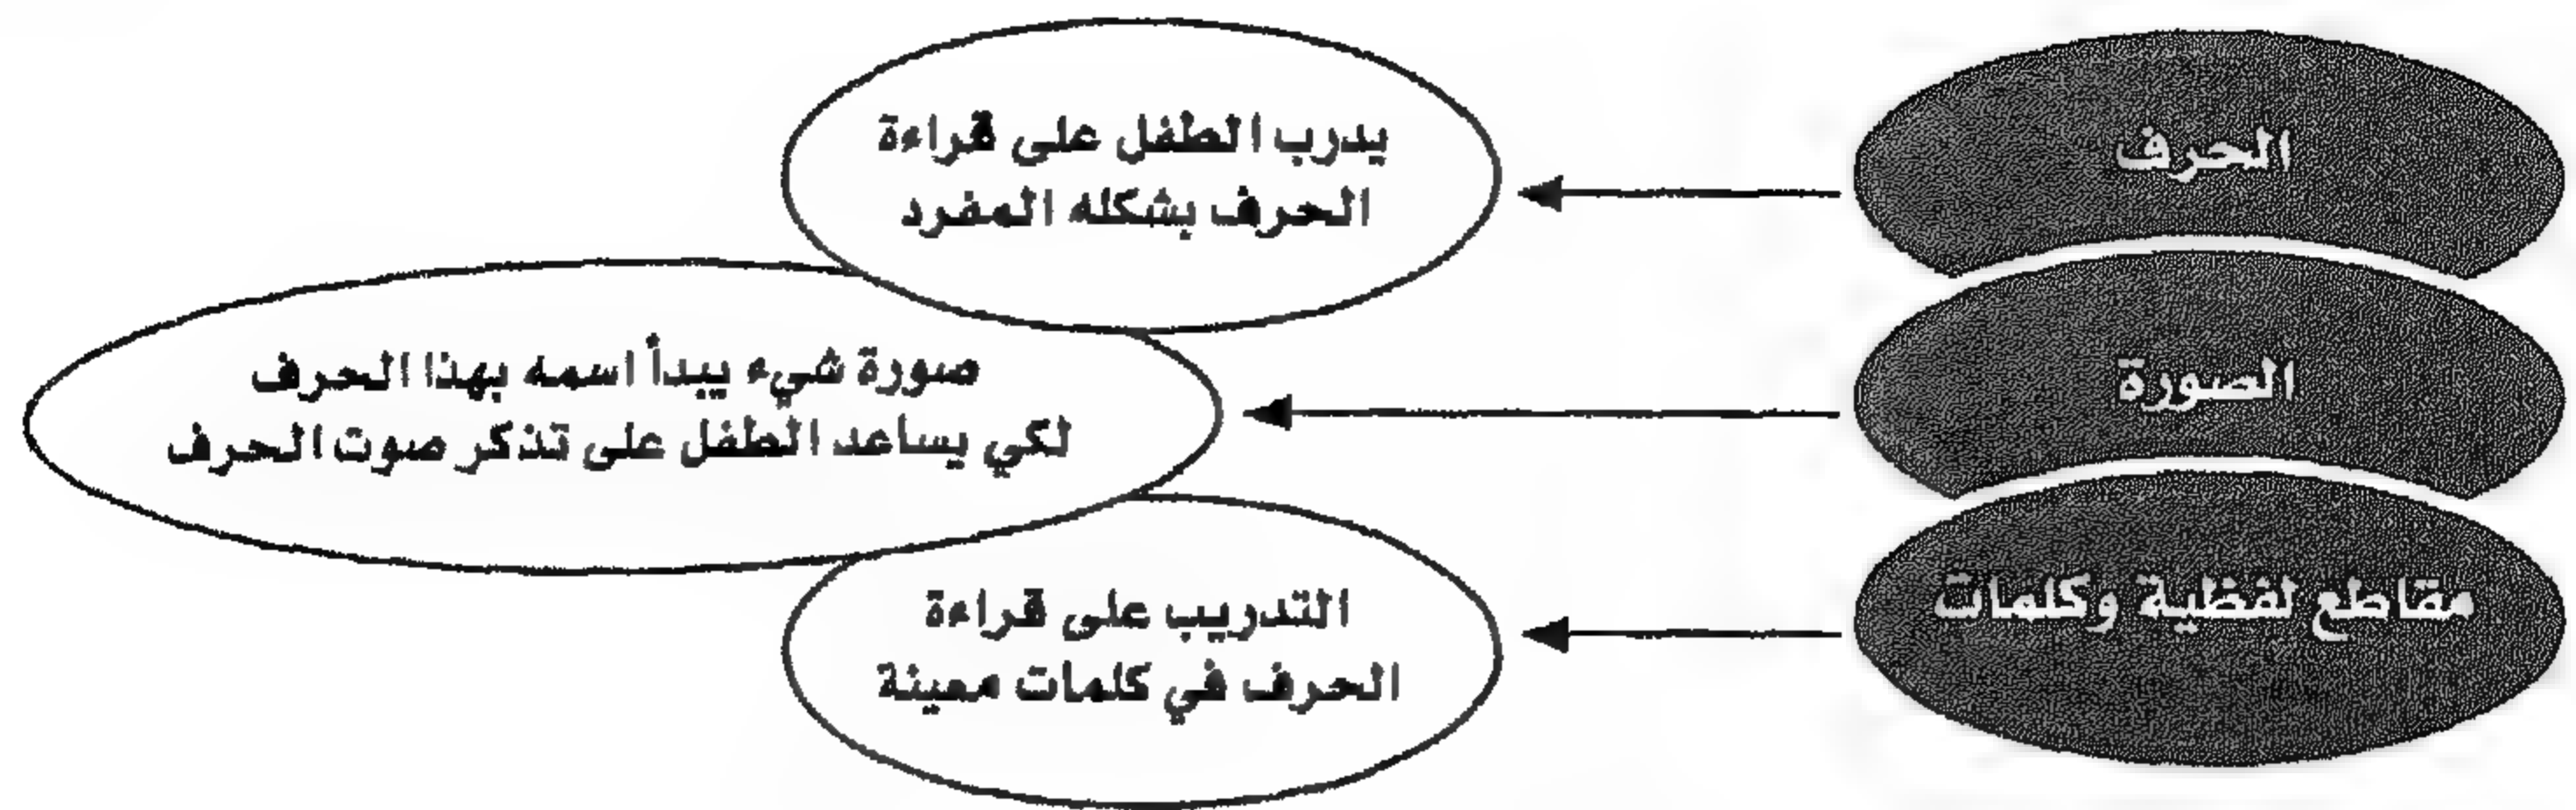 الحرف
يدرب الطفل على قراءة
الحرف بشكله المفرد
الصورة
صورة شيء يبدأ اسمه بهذا الحرف
لكي يساعد الطفل على تذكر صوت الحرف
مقاطع لفظية وكلمات
التدريب على قراءة
الحرف في كلمات معينة